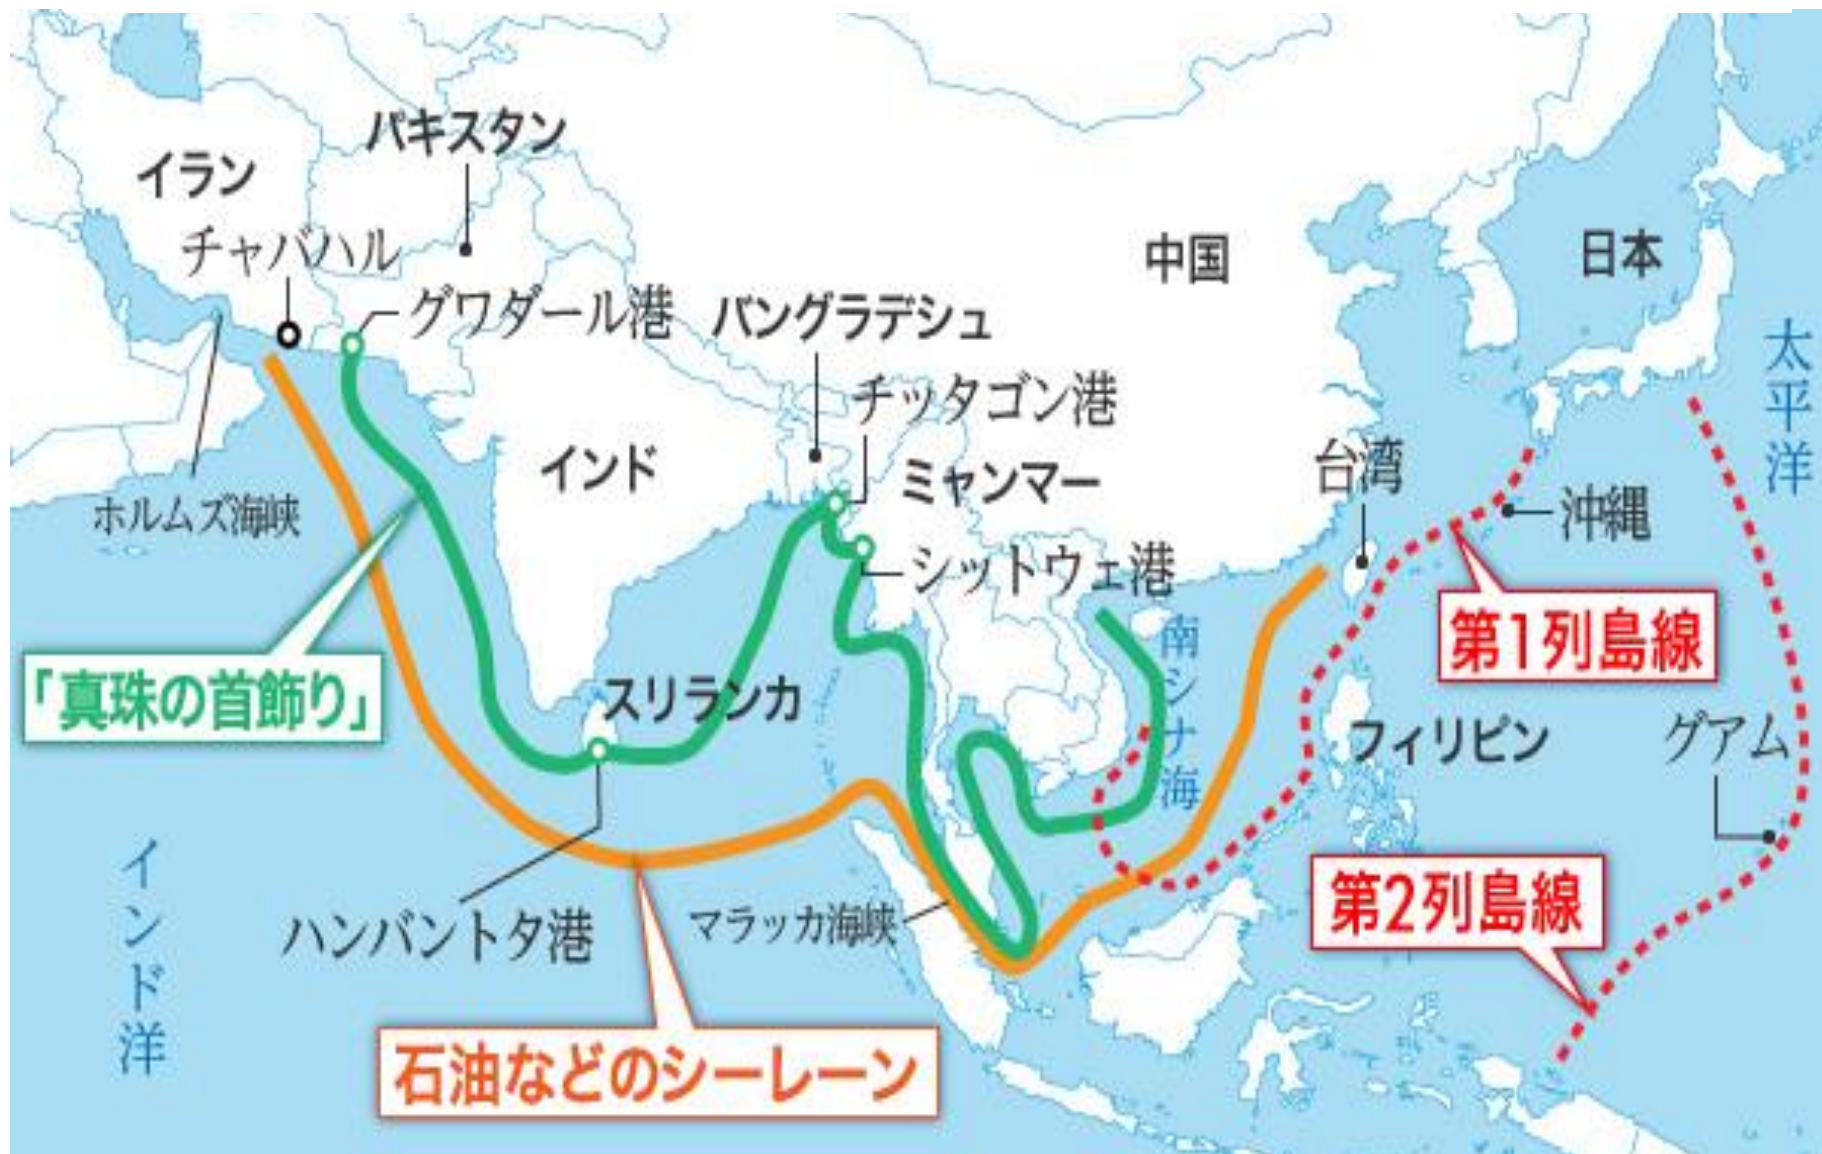 パキスタン
イラン
チャバハル
中国
日本
グワダール港
バングラデシュ
太平洋
チッタゴン港
インド
ミャンマー
台湾
ホルムズ海峡
沖縄
シットウェ港
第1列島線
南シナ海
「真珠の首飾り」
スリランカ
フィリピン
グアム
インド洋
第2列島線
ハンバントタ港
マラッカ海峡
石油などのシーレーン